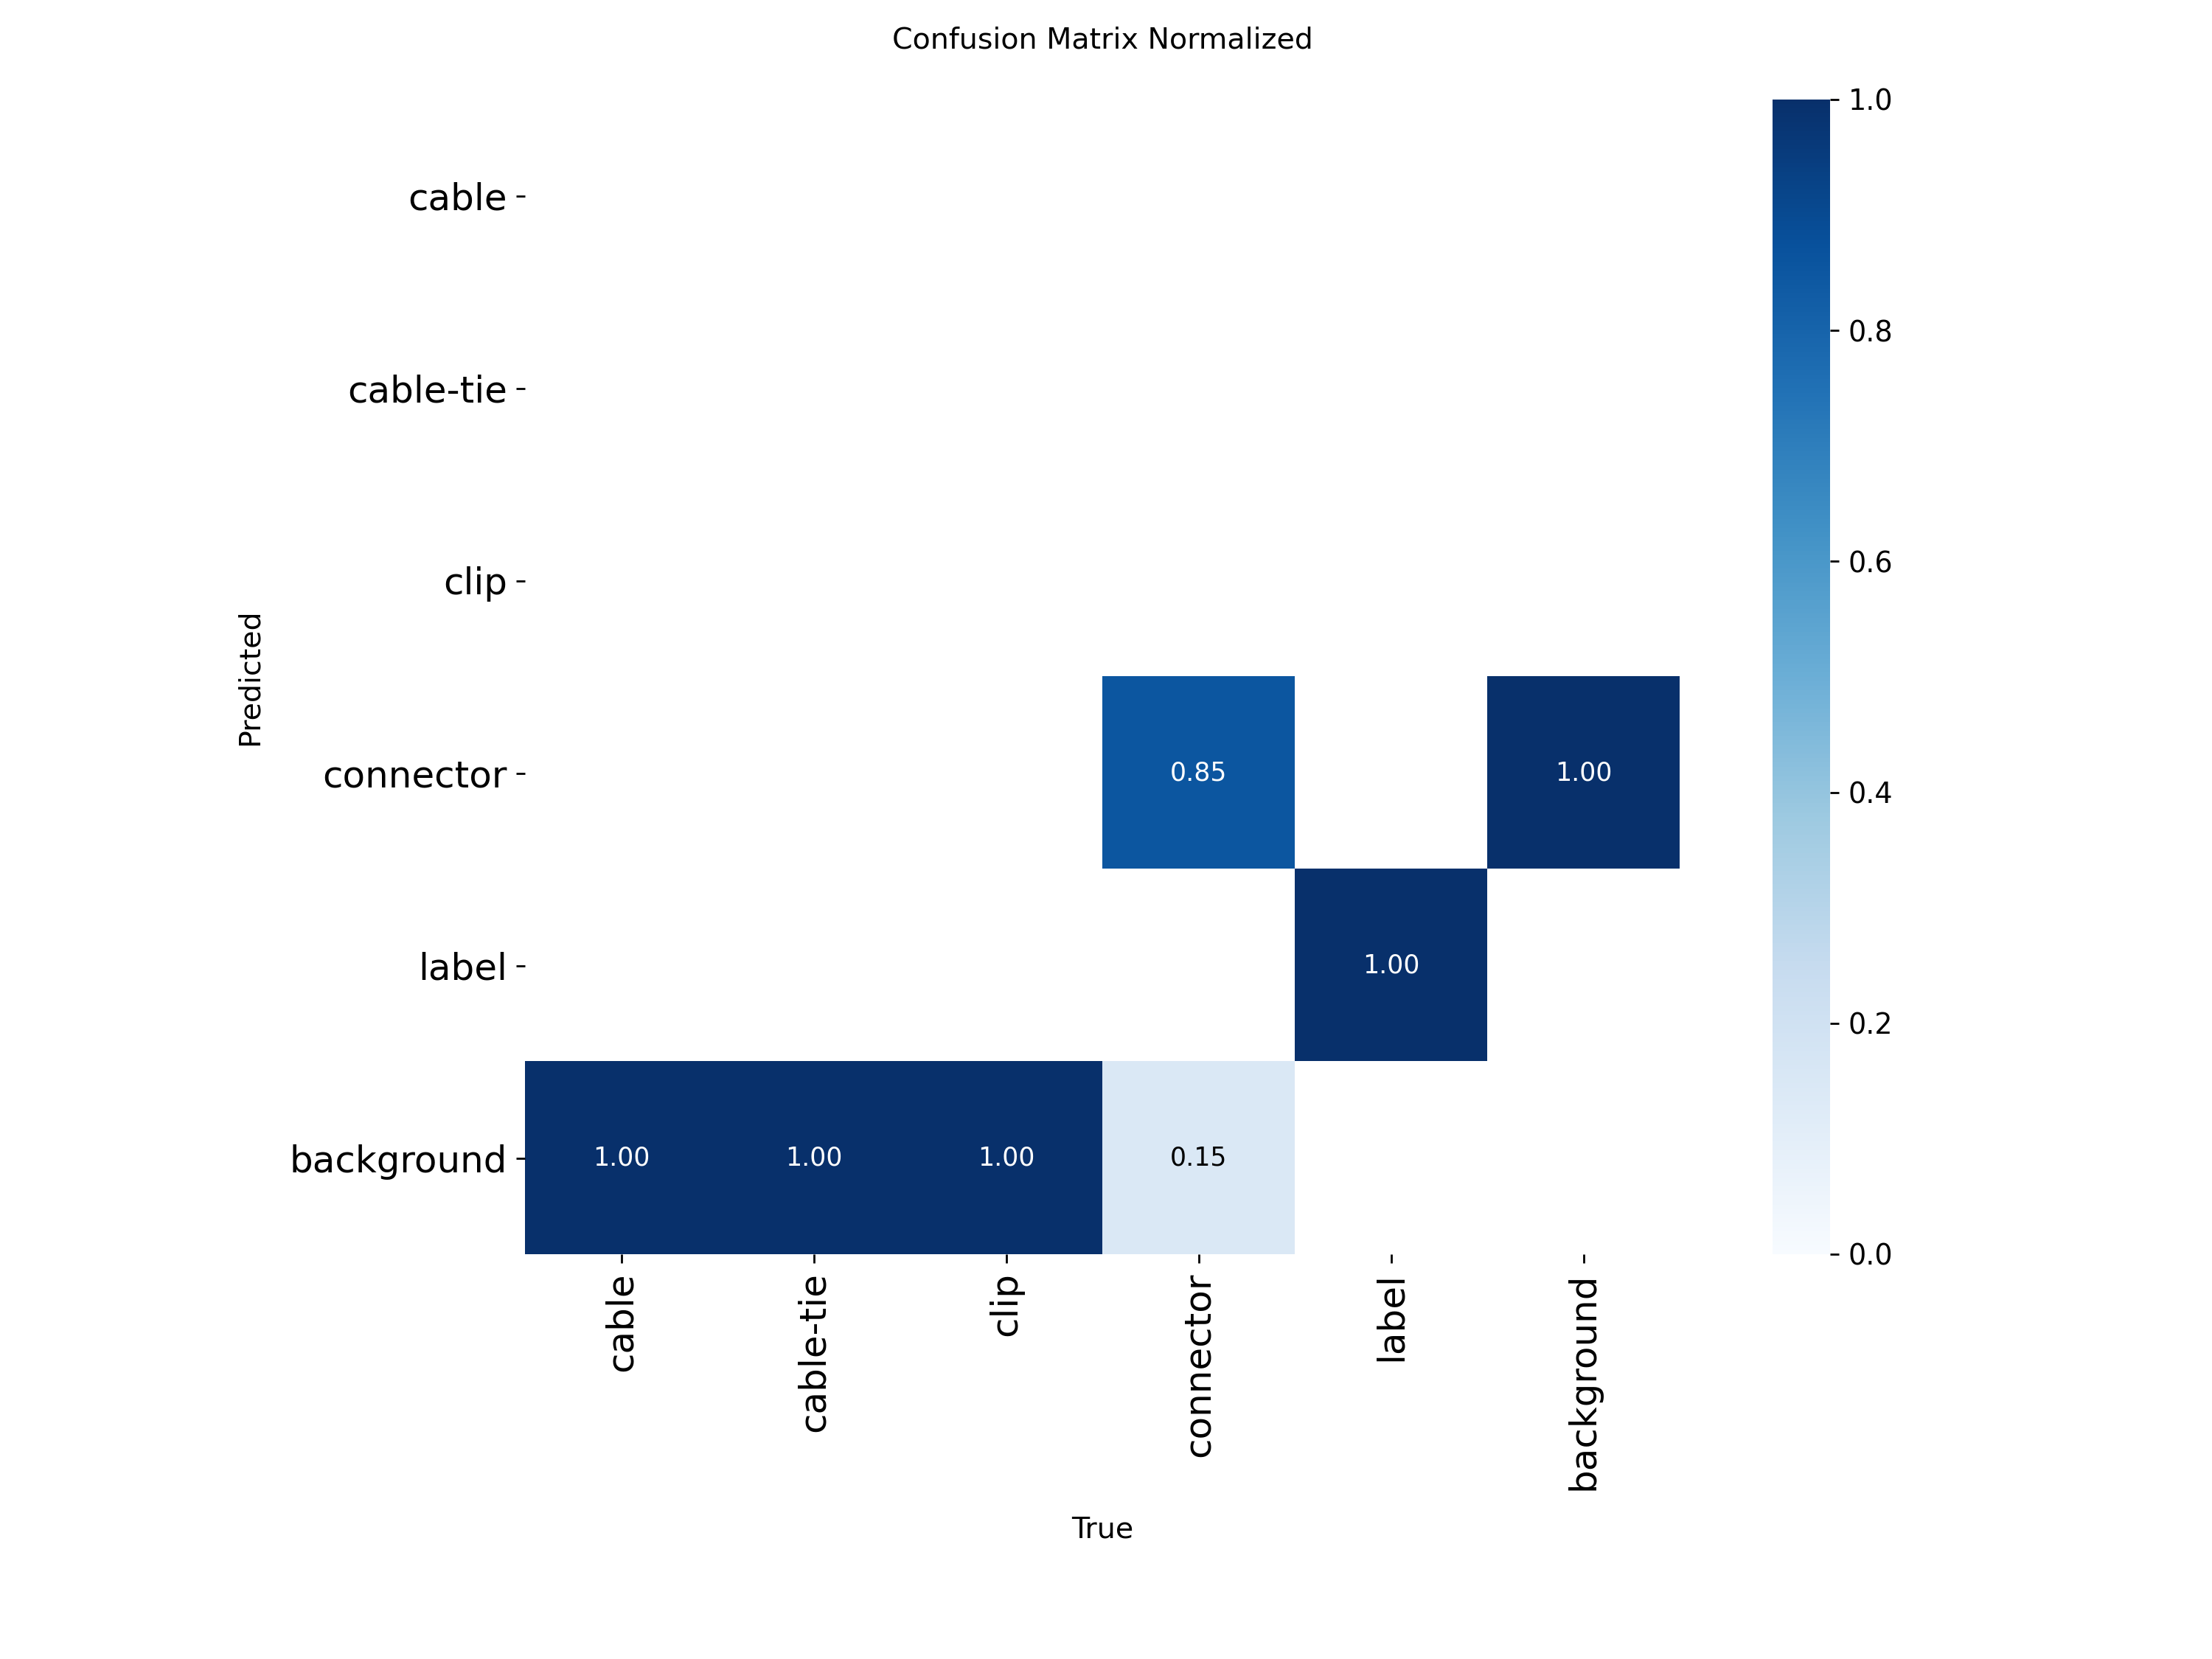 Confusion Matrix Normalized
cable
cable-tie
clip
connector
label
background
Predicted
0.85
1.00
1.00
1.00
1.00
1.00
0.15
cable
cable-tie
clip
connector
label
background
True
1.0
0.8
0.6
0.4
0.2
0.0